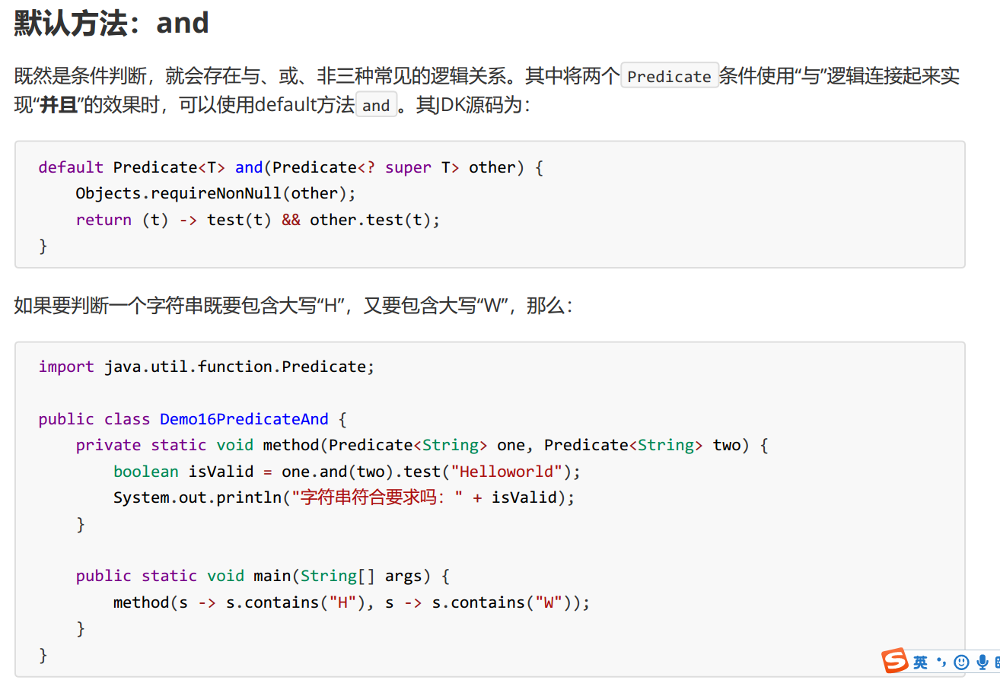 默认方法：and
既然是条件判断，就会存在与、或、非三种常见的逻辑关系。其中将两个 Predicate 条件使用“与”逻辑连接起来实
现“并且”的效果时，可以使用default方法 and 。其JDK源码为：
default Predicate<T> and(Predicate<? super T> other) {
    Objects.requireNonNull(other);
    return (t) -> test(t) && other.test(t);
}
如果要判断一个字符串既要包含大写“H”，又要包含大写“W”，那么：
import java.util.function.Predicate;
public class Demo16PredicateAnd {
    private static void method(Predicate<String> one, Predicate<String> two) {
        boolean isValid = one.and(two).test("Helloworld");
        System.out.println("字符串符合要求吗：" + isValid);
    }
    public static void main(String[] args) {
        method(s -> s.contains("H"), s -> s.contains("W"));
    }
}
英